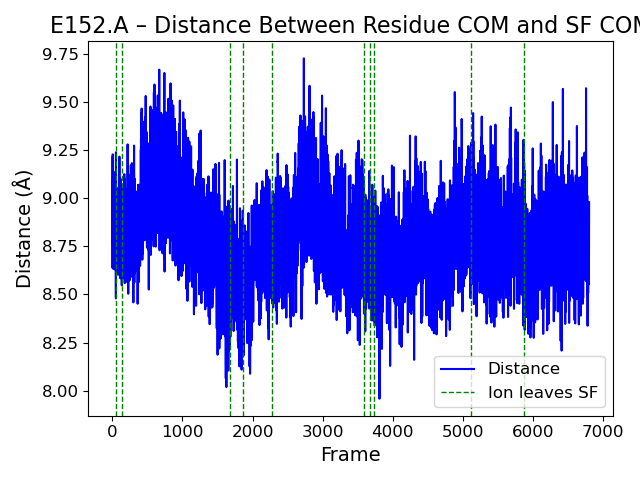 E152.A – Distance Between Residue COM and SF COM
9.75
9.50
9.25
9.00
8.75
8.50
8.25
8.00
Distance (Å)
Distance
Ion leaves SF
0 1000 2000 3000 4000 5000 6000 7000
Frame